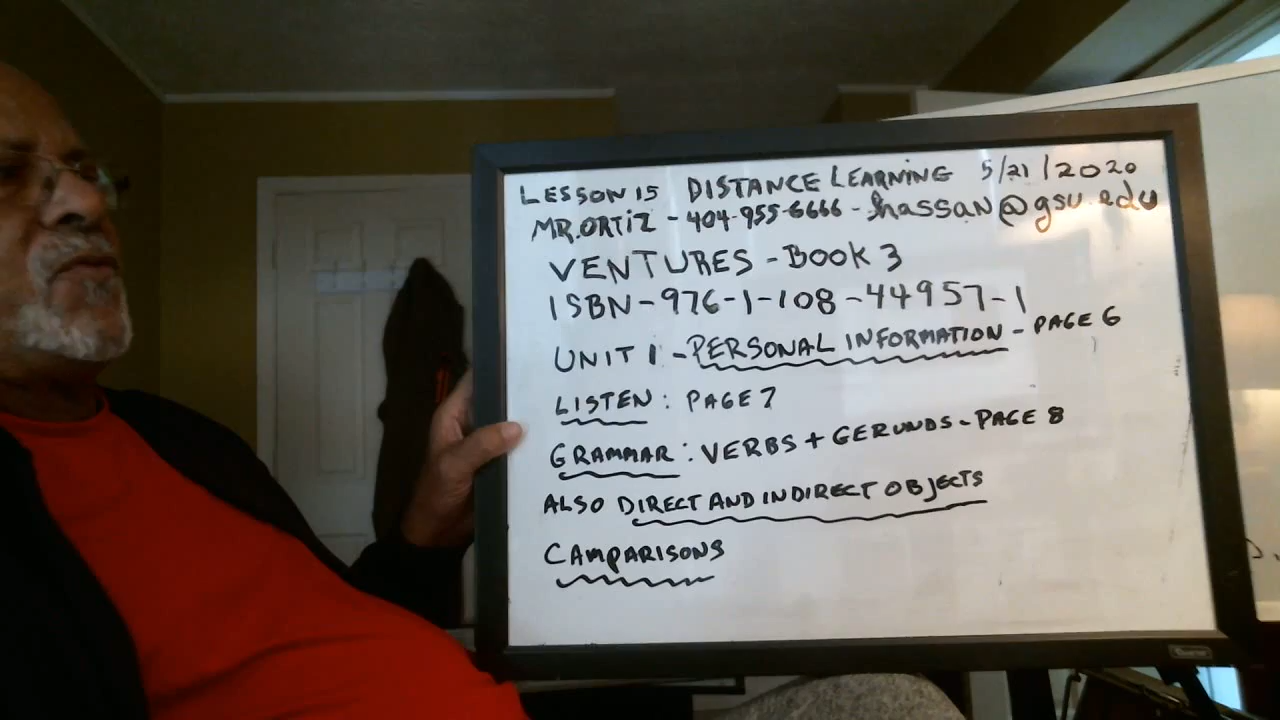 LESSON 15 DISTANCE LEARNING 5/21/2020
MR. ORTIZ - 404-955-6666 - shassan@gsu.edu
VENTURES - BOOK 3
ISBN-976-1-108-44957-1
UNIT 1 - PERSONAL INFORMATION - PAGE 6
LISTEN: PAGE 7
GRAMMAR: VERBS + GERUNDS - PAGE 8
ALSO DIRECT AND INDIRECT OBJECTS
CAMPARISONS